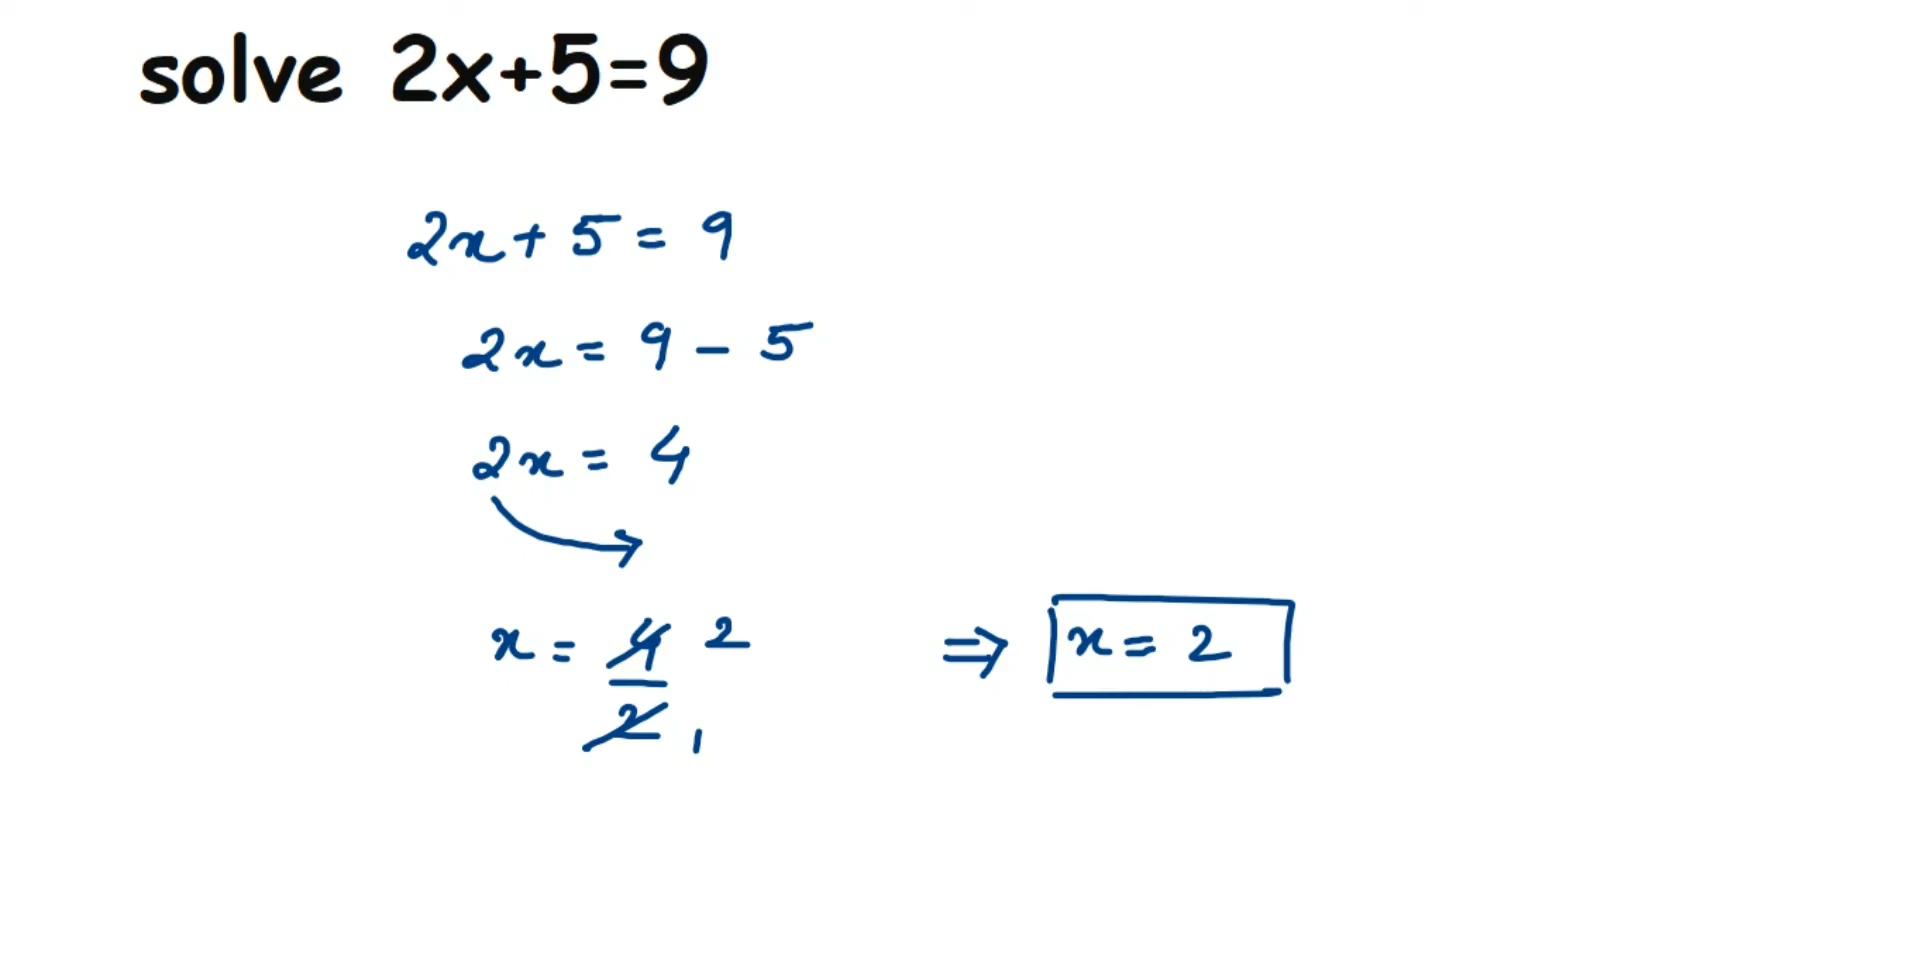 solve 2x+5=9
2x + 5 = 9
2x = 9 - 5
2x = 4
x = 4/2 2 1 ⇒ x = 2